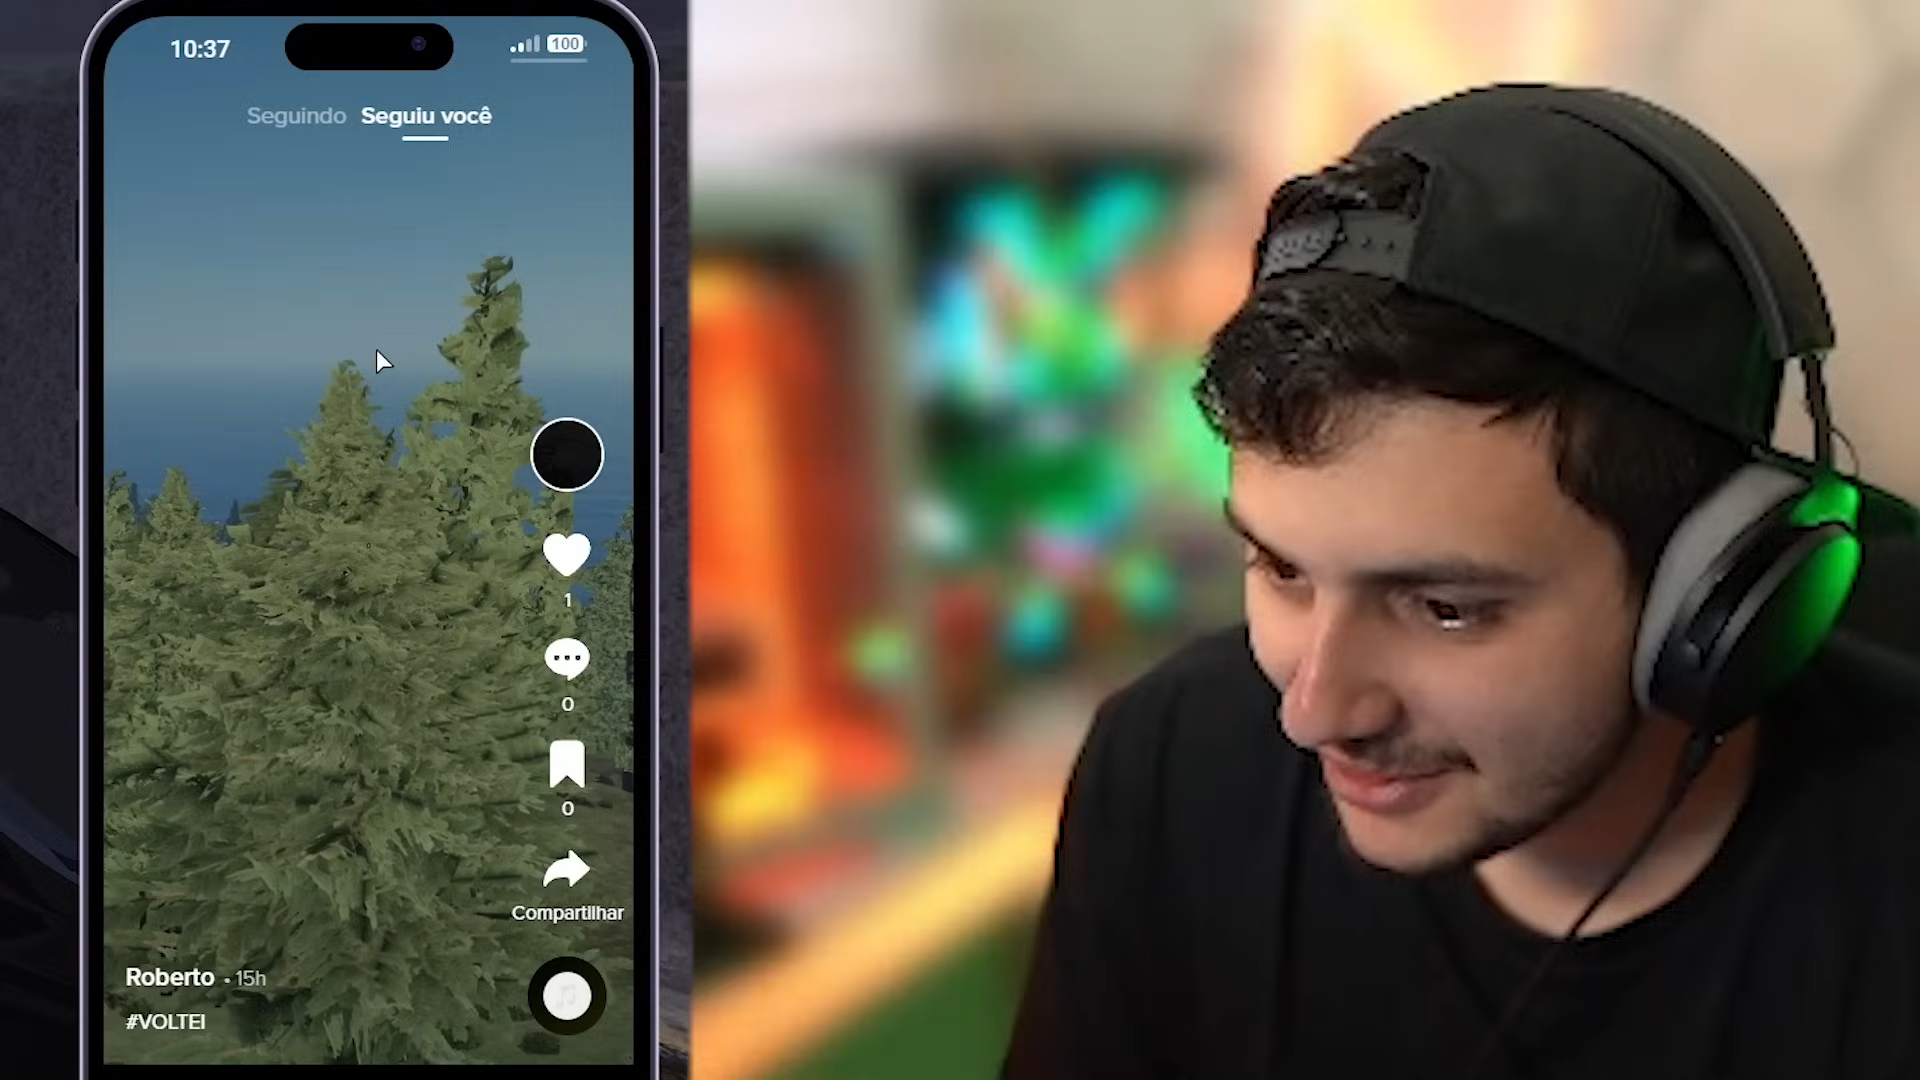 10:37
100
Seguindo Seguiu você
1
0
0
Compartilhar
Roberto • 15h
#VOLTEI